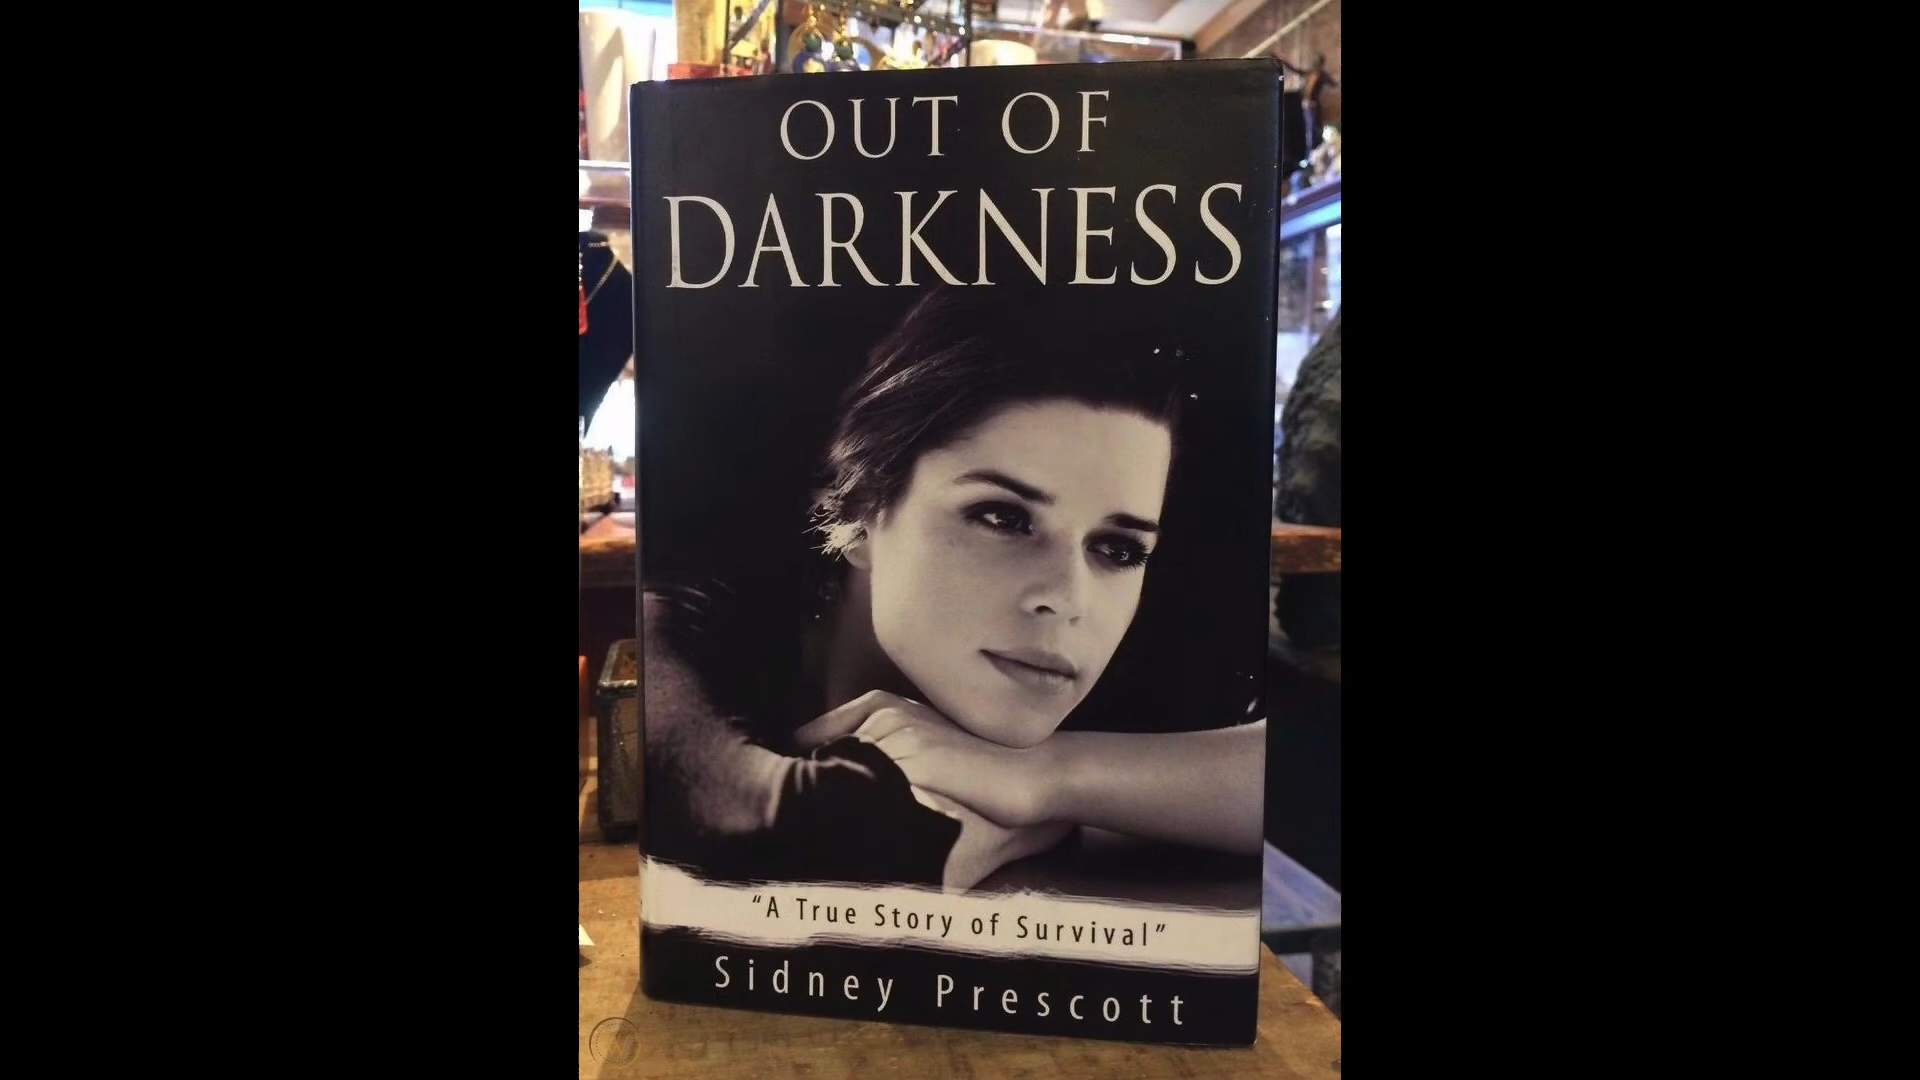 OUT OF
DARKNESS
“A True Story of Survival”
Sidney Prescott